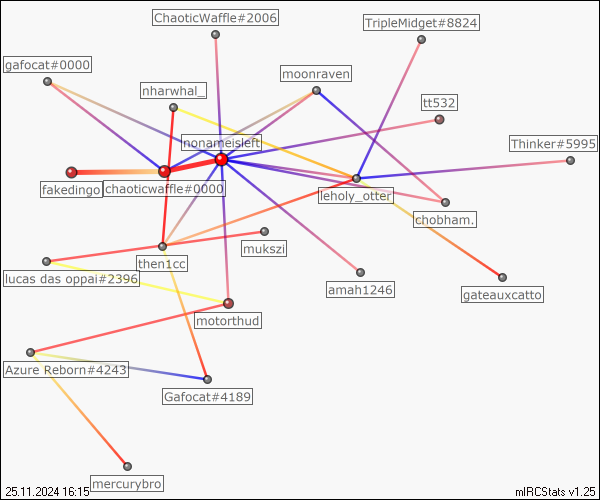 ChaoticWaffle#2006
TripleMidget#8824
gafocat#0000
moonraven
nharwhal_
tt532
nonameisleft
Thinker#5995
fakedingo
chaoticwaffle#0000
leholy_otter
chobham.
mukszi
then1cc
lucas das oppai#2396
amah1246
gateauxcatto
motorthud
Azure Reborn#4243
Gafocat#4189
mercurybro
25.11.2024 16:15
mIRCStats v1.25